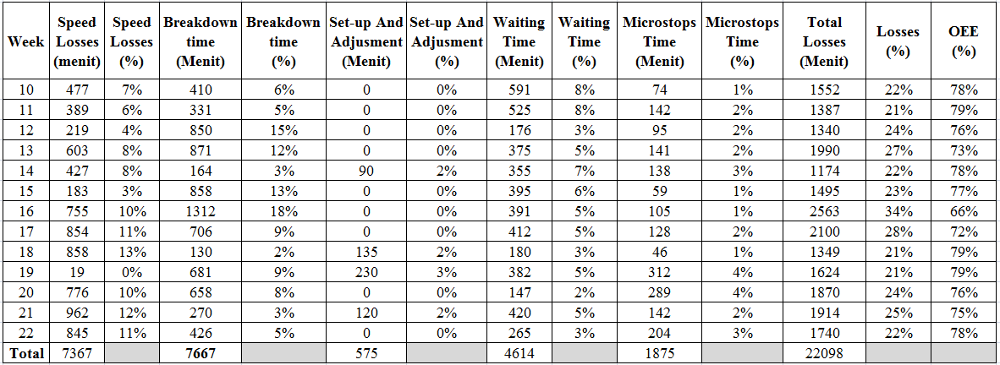 Week | Speed Losses (menit) | Speed Losses (%) | Breakdown time (Menit) | Breakdown time (%) | Set-up And Adjusment (Menit) | Set-up And Adjusment (%) | Waiting Time (Menit) | Waiting Time (%) | Microstops Time (Menit) | Microstops Time (%) | Total Losses (Menit) | Losses (%) | OEE (%)
10 | 477 | 7% | 410 | 6% | 0 | 0% | 591 | 8% | 74 | 1% | 1552 | 22% | 78%
11 | 389 | 6% | 331 | 5% | 0 | 0% | 525 | 8% | 142 | 2% | 1387 | 21% | 79%
12 | 219 | 4% | 850 | 15% | 0 | 0% | 176 | 3% | 95 | 2% | 1340 | 24% | 76%
13 | 603 | 8% | 871 | 12% | 0 | 0% | 375 | 5% | 141 | 2% | 1990 | 27% | 73%
14 | 427 | 8% | 164 | 3% | 90 | 2% | 355 | 7% | 138 | 3% | 1174 | 22% | 78%
15 | 183 | 3% | 858 | 13% | 0 | 0% | 395 | 6% | 59 | 1% | 1495 | 23% | 77%
16 | 755 | 10% | 1312 | 18% | 0 | 0% | 391 | 5% | 105 | 1% | 2563 | 34% | 66%
17 | 854 | 11% | 706 | 9% | 0 | 0% | 412 | 5% | 128 | 2% | 2100 | 28% | 72%
18 | 858 | 13% | 130 | 2% | 135 | 2% | 180 | 3% | 46 | 1% | 1349 | 21% | 79%
19 | 19 | 0% | 681 | 9% | 230 | 3% | 382 | 5% | 312 | 4% | 1624 | 21% | 79%
20 | 776 | 10% | 658 | 8% | 0 | 0% | 147 | 2% | 289 | 4% | 1870 | 24% | 76%
21 | 962 | 12% | 270 | 3% | 120 | 2% | 420 | 5% | 142 | 2% | 1914 | 25% | 75%
22 | 845 | 11% | 426 | 5% | 0 | 0% | 265 | 3% | 204 | 3% | 1740 | 22% | 78%
Total | 7367 | | 7667 | | 575 | | 4614 | | 1875 | | 22098 | |